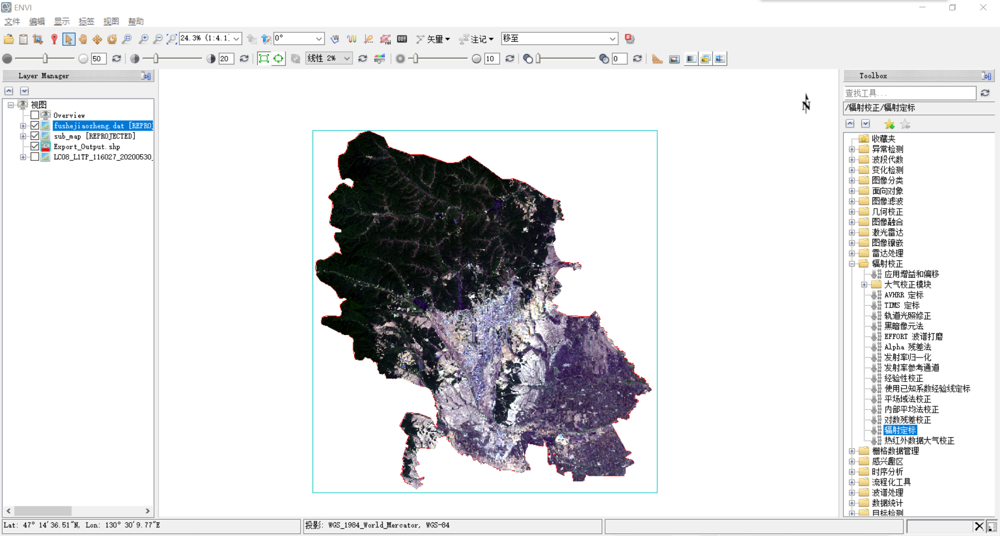 ENVI
文件 编辑 显示 标签 视图 帮助
24.3% (1:4.1] 0° 矢量 注记 移至
50 20 线性 2% 10 0
Layer Manager
视图
Overview
fushejiaozheng.dat [REPRO
sub_map [REPROJECTED]
Export_Output.shp
LC08_L1TP_116027_20200530_
N
Toolbox
查找工具...
/辐射校正/辐射定标
收藏夹
异常检测
波段代数
变化检测
图像分类
面向对象
图像滤波
几何校正
图像融合
激光雷达
图像镶嵌
雷达处理
辐射校正
应用增益和偏移
大气校正模块
AVHRR 定标
TIMS 定标
轨道光照修正
黑暗像元法
EFFORT 波谱打磨
Alpha 残差法
发射率归一化
发射率参考通道
经验性校正
使用已知系数经验线定标
平场域法校正
内部平均法校正
对数残差校正
辐射定标
热红外数据大气校正
栅格数据管理
感兴趣区
时序分析
流程化工具
波谱处理
数据统计
目标检测
Lat: 47° 14'36.51"N, Lon: 130° 30'9.77"E
投影: WGS_1984_World_Mercator, WGS-84